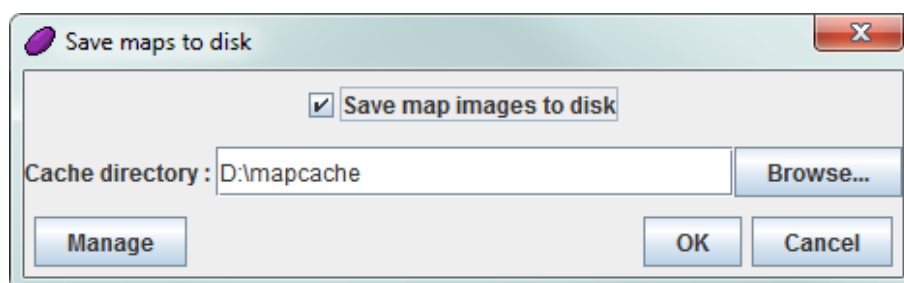 Save maps to disk
Save map images to disk
Cache directory : D:\mapcache Browse...
Manage OK Cancel